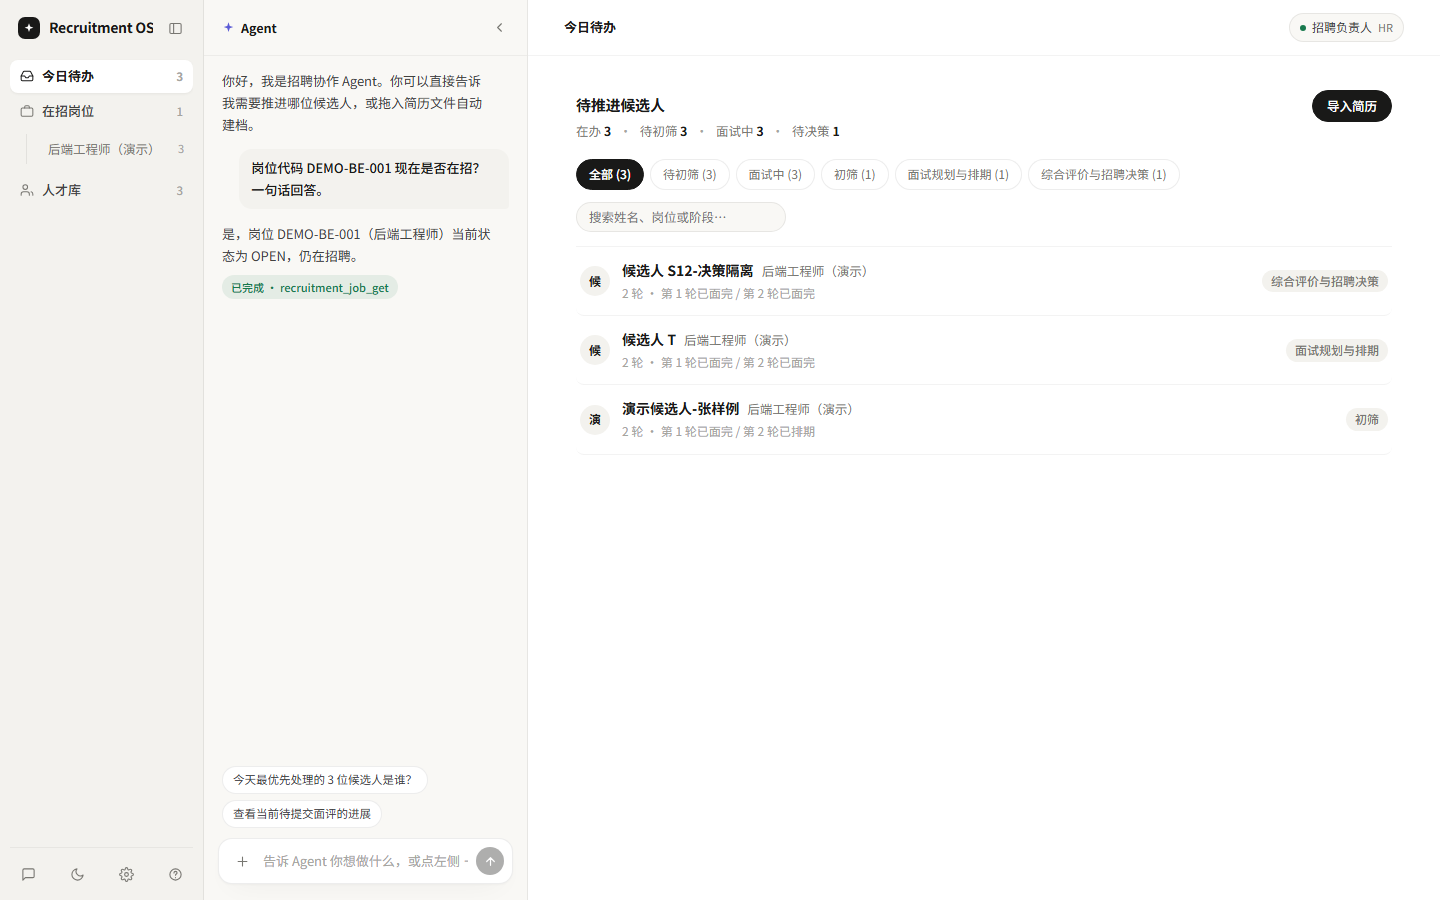 Recruitment OS
今日待办 3
在招岗位 1
后端工程师（演示） 3
人才库 3
Agent
你好，我是招聘协作 Agent。你可以直接告诉
我需要推进哪位候选人，或拖入简历文件自动
建档。
岗位代码 DEMO-BE-001 现在是否在招？
一句话回答。
是，岗位 DEMO-BE-001（后端工程师）当前状
态为 OPEN，仍在招聘。
已完成 · recruitment_job_get
今天最优先处理的 3 位候选人是谁？
查看当前待提交面评的进展
告诉 Agent 你想做什么，或点左侧
今日待办
招聘负责人 HR
待推进候选人
导入简历
在办 3 · 待初筛 3 · 面试中 3 · 待决策 1
全部 (3) 待初筛 (3) 面试中 (3) 初筛 (1) 面试规划与排期 (1) 综合评价与招聘决策 (1)
搜索姓名、岗位或阶段…
候 候选人 S12-决策隔离 后端工程师（演示）
2 轮 · 第 1 轮已面完 / 第 2 轮已面完
综合评价与招聘决策
候 候选人 T 后端工程师（演示）
2 轮 · 第 1 轮已面完 / 第 2 轮已面完
面试规划与排期
演 演示候选人-张样例 后端工程师（演示）
2 轮 · 第 1 轮已面完 / 第 2 轮已排期
初筛